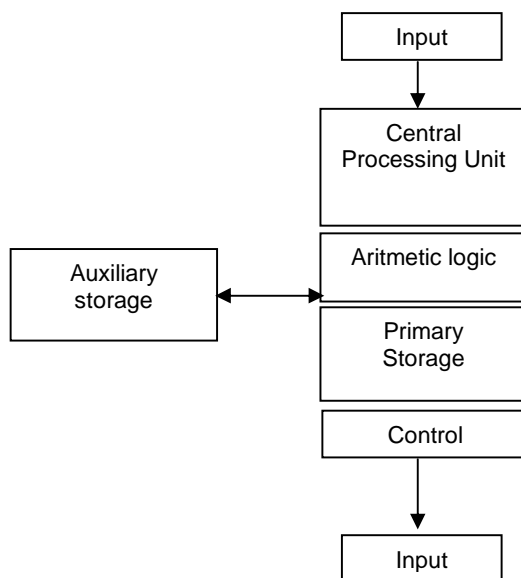 Input
Central
Processing Unit
Aritmetic logic
Auxiliary
storage
Primary
Storage
Control
Input